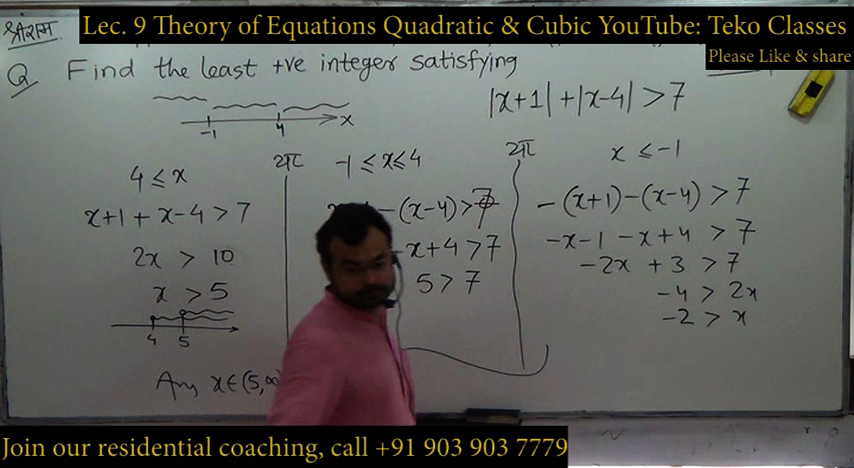 श्रीराम
Lec. 9 Theory of Equations Quadratic & Cubic YouTube: Teko Classes
Please Like & share
Q Find the least +ve integer satisfying
|x+1| + |x-4| > 7
-1 4 x
4 ≤ x
x+1 + x-4 > 7
2x > 10
x > 5
4 5
Ans x∈(5,∞)
या
-1 ≤ x ≤ 4
-(x-4) > 7
-x+4 > 7
5 > 7
या
x ≤ -1
-(x+1) -(x-4) > 7
-x-1 -x+4 > 7
-2x + 3 > 7
-4 > 2x
-2 > x
Join our residential coaching, call +91 903 903 7779